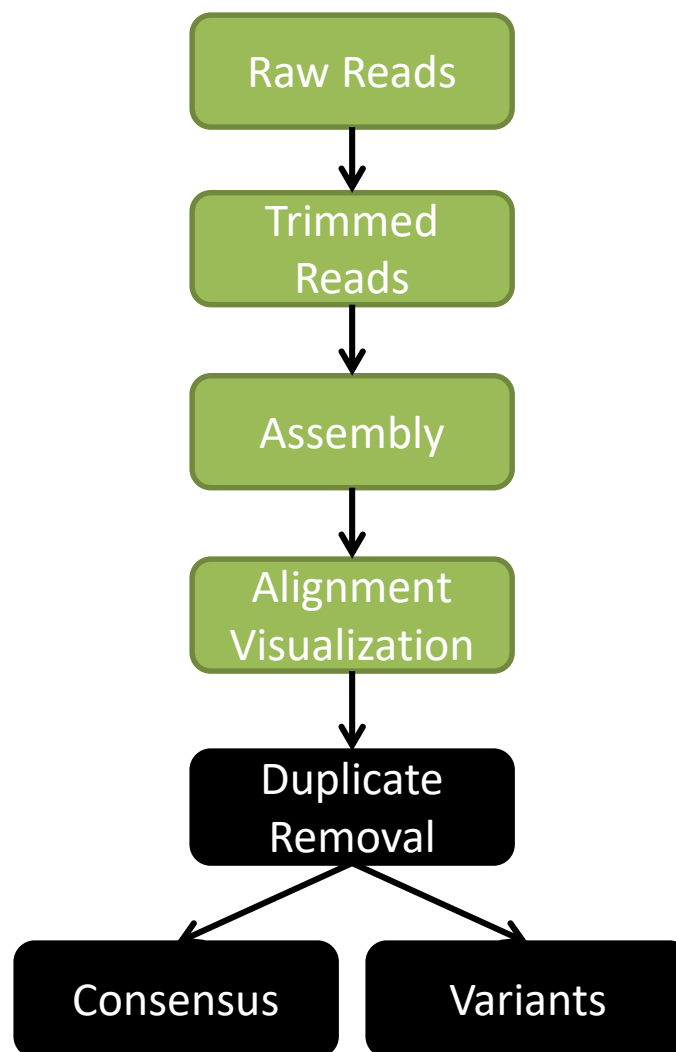 Raw Reads
Trimmed
Reads
Assembly
Alignment
Visualization
Duplicate
Removal
Consensus
Variants